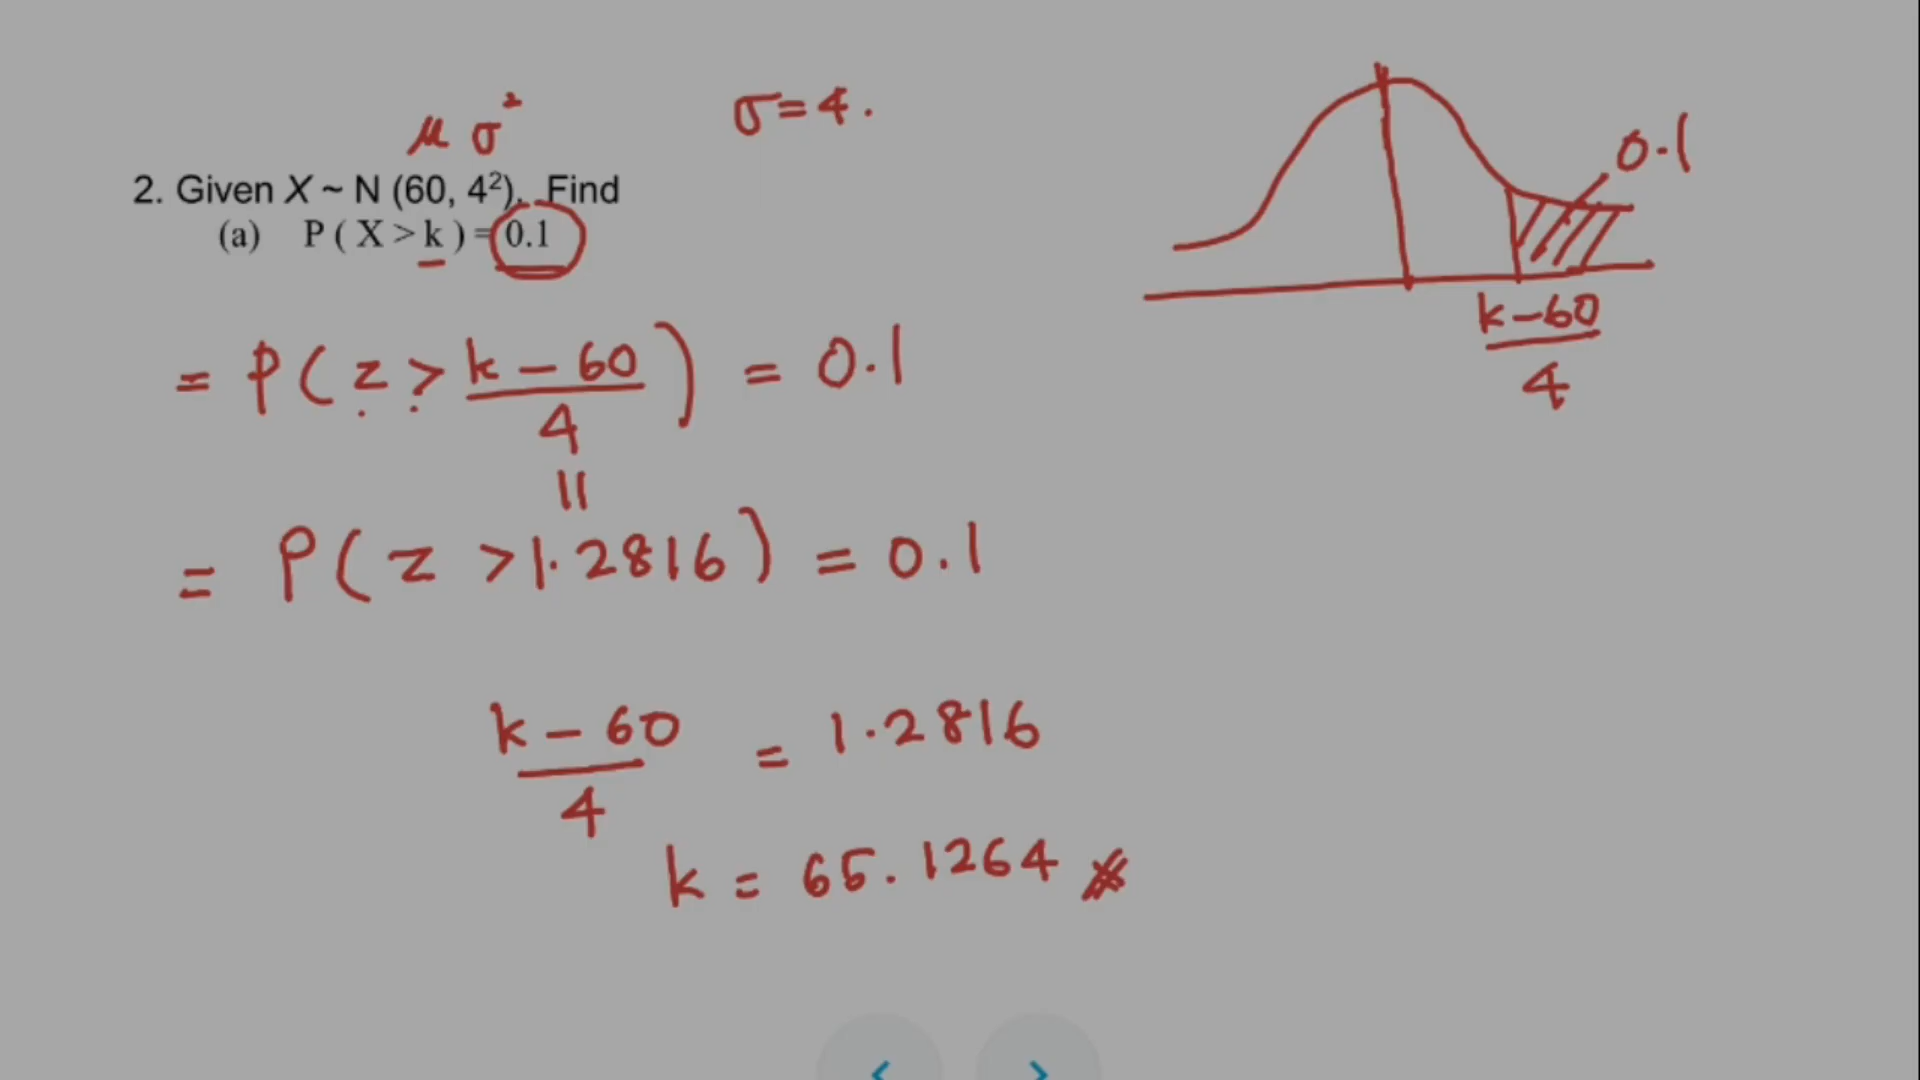 μ σ²
σ = 4.
2. Given X ~ N (60, 4²). Find
(a) P ( X > k ) = 0.1
= P( z > k - 60 / 4 ) = 0.1
||
= P( z > 1.2816 ) = 0.1
k - 60 / 4 = 1.2816
k = 65.1264
0.1
k - 60 / 4